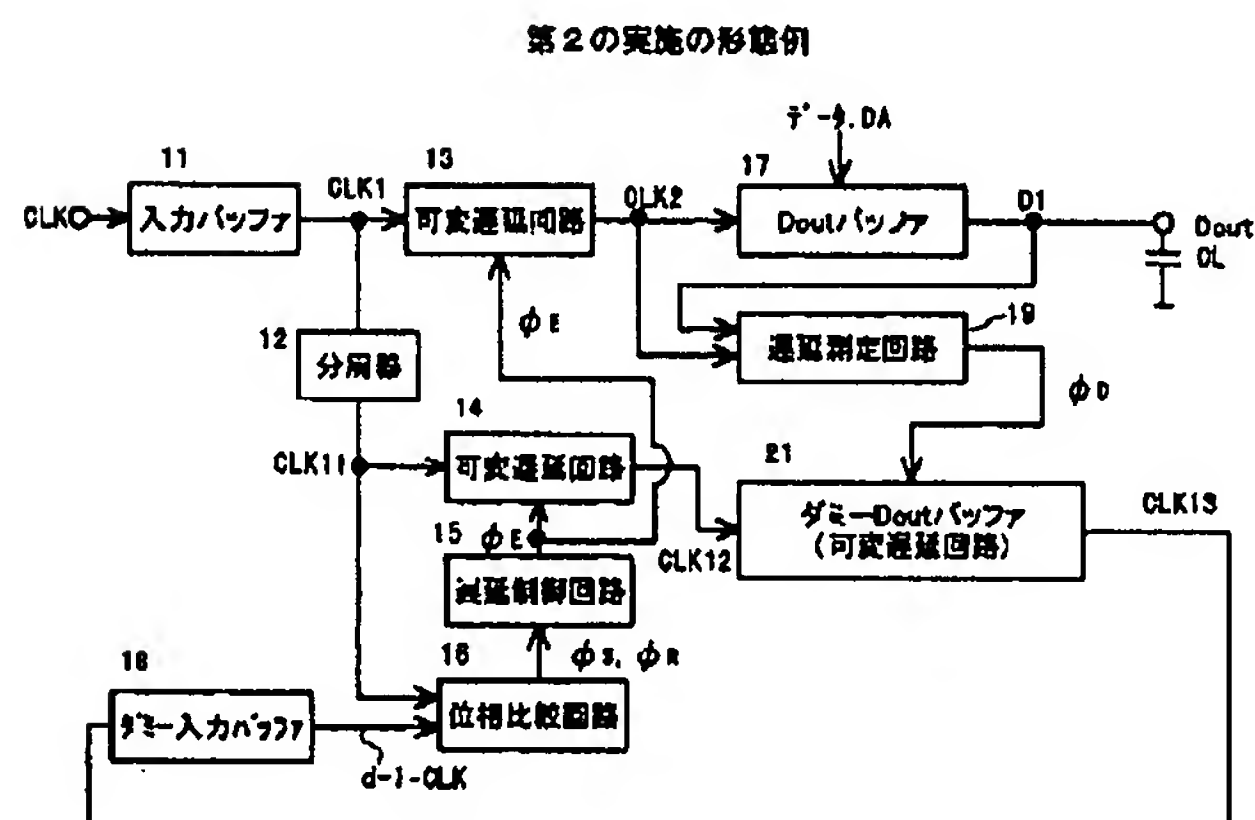 第2の実施の形態例
データ.DA
11
13
17
CLK
入力バッファ
CLK1
可変遅延回路
CLK2
Doutバッファ
D1
Dout
CL
12
分周器
φE
遅延測定回路
19
φD
14
CLK11
可変遅延回路
21
ダミーDoutバッファ
(可変遅延回路)
CLK13
CLK12
15
φE
遅延制御回路
16
φS, φR
18
ダミー入力バッファ
位相比較回路
d-i-CLK